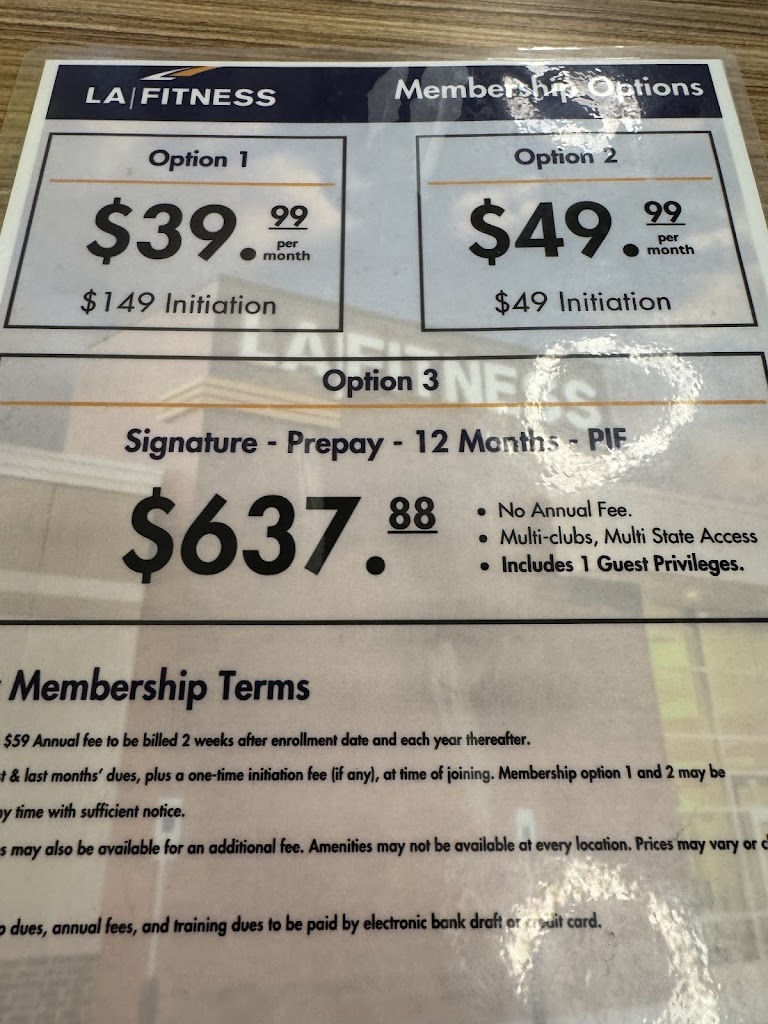 LA|FITNESS Membership Options
Option 1
$39.99 per month
$149 Initiation
Option 2
$49.99 per month
$49 Initiation
Option 3
Signature - Prepay - 12 Months - PIF
$637.88
• No Annual Fee.
• Multi-clubs, Multi State Access
• Includes 1 Guest Privileges.
Membership Terms
$59 Annual fee to be billed 2 weeks after enrollment date and each year thereafter.
& last months' dues, plus a one-time initiation fee (if any), at time of joining. Membership option 1 and 2 may be
time with sufficient notice.
may also be available for an additional fee. Amenities may not be available at every location. Prices may vary or
dues, annual fees, and training dues to be paid by electronic bank draft or credit card.
LA FITNESS